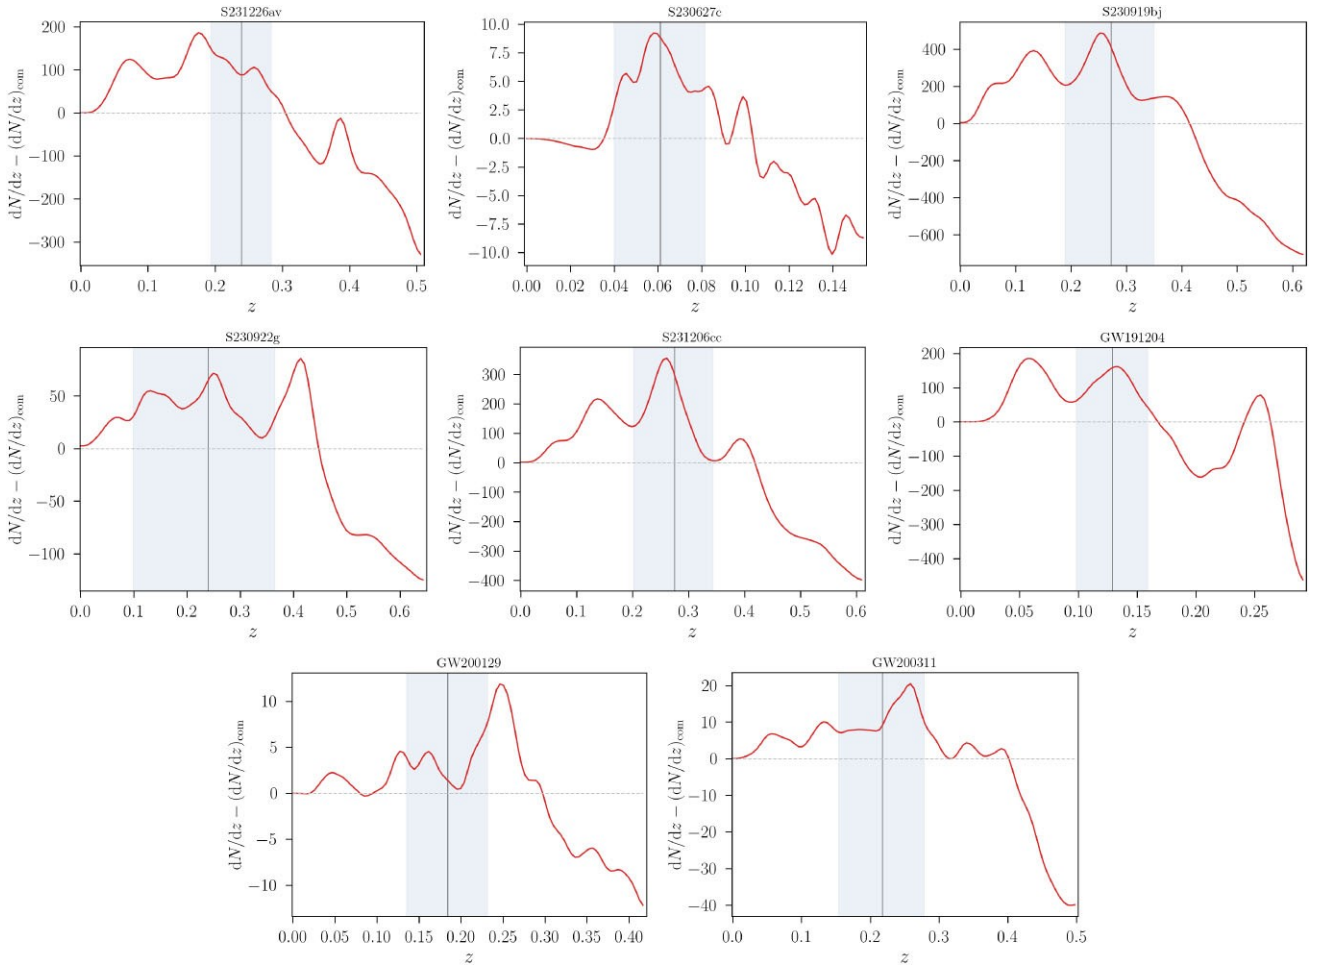 S231226av
dN/dz − (dN/dz)com
200
100
0
−100
−200
−300
0.0 0.1 0.2 0.3 0.4 0.5
z
S230627c
dN/dz − (dN/dz)com
10.0
7.5
5.0
2.5
0.0
−2.5
−5.0
−7.5
−10.0
0.00 0.02 0.04 0.06 0.08 0.10 0.12 0.14
z
S230919bj
dN/dz − (dN/dz)com
400
200
0
−200
−400
−600
0.0 0.1 0.2 0.3 0.4 0.5 0.6
z
S230922g
dN/dz − (dN/dz)com
50
0
−50
−100
0.0 0.1 0.2 0.3 0.4 0.5 0.6
z
S231206cc
dN/dz − (dN/dz)com
300
200
100
0
−100
−200
−300
−400
0.0 0.1 0.2 0.3 0.4 0.5 0.6
z
GW191204
dN/dz − (dN/dz)com
200
100
0
−100
−200
−300
−400
0.00 0.05 0.10 0.15 0.20 0.25
z
GW200129
dN/dz − (dN/dz)com
10
5
0
−5
−10
0.00 0.05 0.10 0.15 0.20 0.25 0.30 0.35 0.40
z
GW200311
dN/dz − (dN/dz)com
20
10
0
−10
−20
−30
−40
0.0 0.1 0.2 0.3 0.4 0.5
z